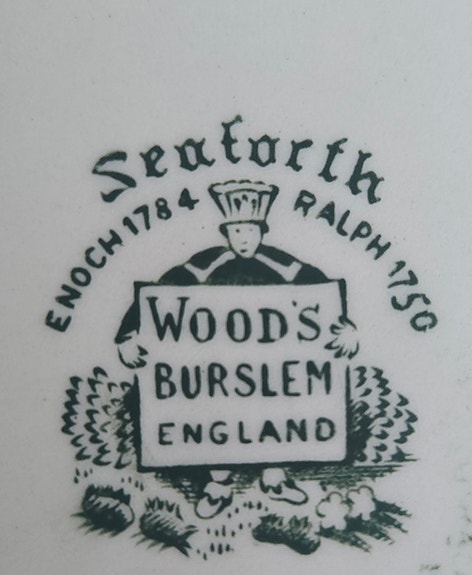 Seaforth
ENOCH 1784 RALPH 1750
WOOD'S
BURSLEM
ENGLAND